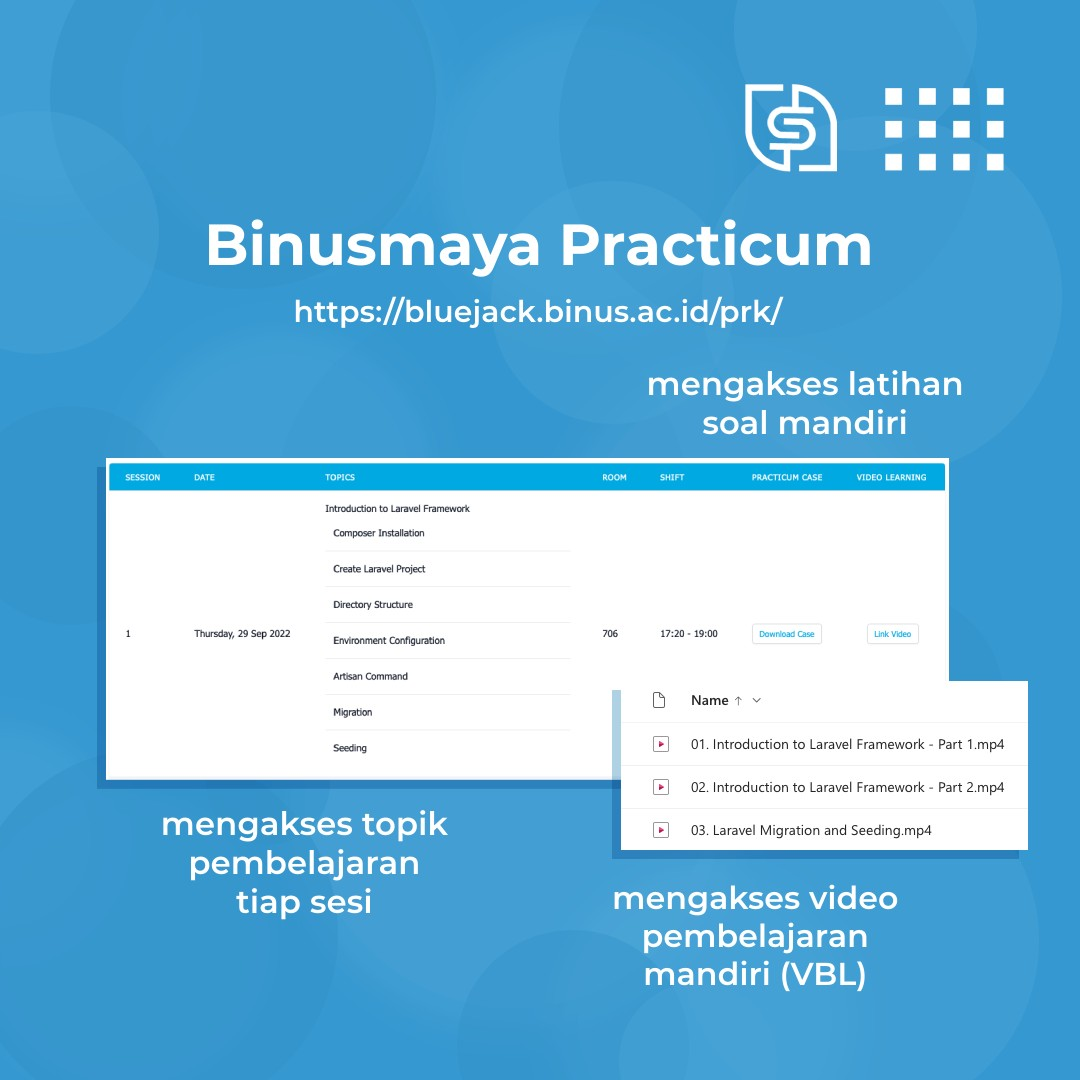 Binusmaya Practicum
https://bluejack.binus.ac.id/prk/
mengakses latihan
soal mandiri
SESSION DATE TOPICS ROOM SHIFT PRACTICUM CASE VIDEO LEARNING
Introduction to Laravel Framework
Composer Installation
Create Laravel Project
Directory Structure
1 Thursday, 29 Sep 2022 706 17:20 - 19:00 Download Case Link Video
Environment Configuration
Artisan Command
Migration
Seeding
Name
01. Introduction to Laravel Framework - Part 1.mp4
02. Introduction to Laravel Framework - Part 2.mp4
03. Laravel Migration and Seeding.mp4
mengakses topik
pembelajaran
tiap sesi
mengakses video
pembelajaran
mandiri (VBL)